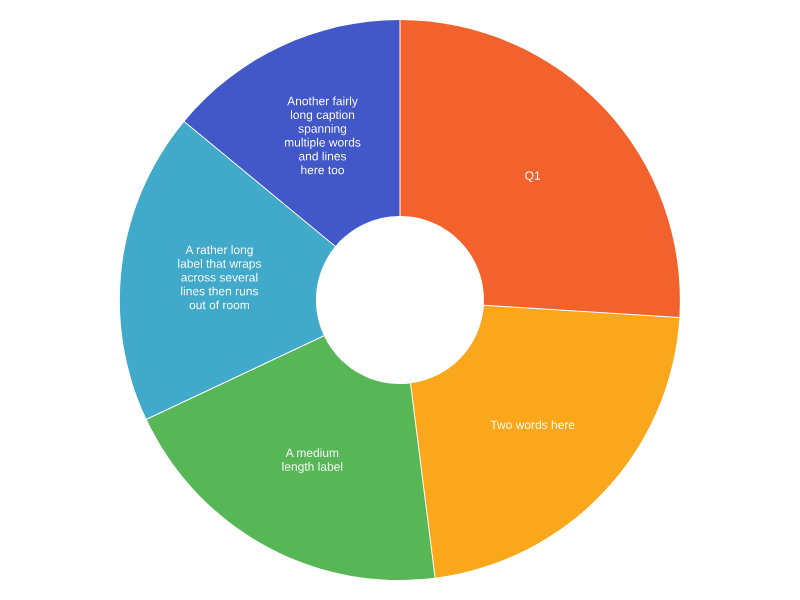 Another fairly
long caption
spanning
multiple words
and lines
here too
Q1
A rather long
label that wraps
across several
lines then runs
out of room
Two words here
A medium
length label